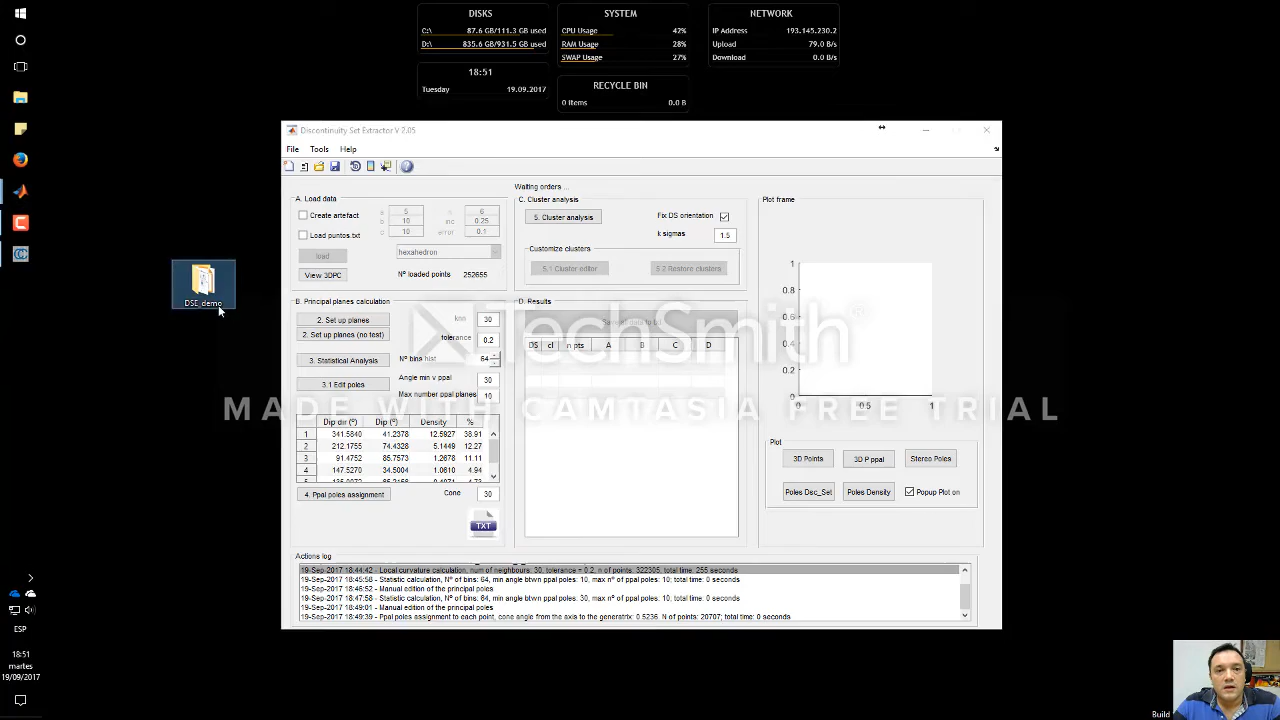 DISKS
C:\ 87.6 GB/111.3 GB used
D:\ 835.6 GB/931.5 GB used
18:51
Tuesday 19.09.2017
SYSTEM
CPU Usage 42%
RAM Usage 28%
SWAP Usage 27%
RECYCLE BIN
0 Items 0.0 B
NETWORK
IP Address 193.145.230.2
Upload 79.0 B/s
Download 0.0 B/s
DSE_demo
Discontinuity Set Extractor V 2.05
File Tools Help
Waiting orders ...
A. Load data
Create artefact
a 5 n 6
b 10 inc 0.25
c 10 error 0.1
Load puntos.txt
load hexahedron
View 3DPC Nº loaded points 252655
B. Principal planes calculation
2. Set up planes knn 30
2. Set up planes (no test) tolerance 0.2
3. Statistical Analysis Nº bins hist 64
3.1 Edit poles Angle min v ppal 30
Max number ppal planes 10
Dip dir (º) Dip (º) Density %
1 341.5840 41.2378 12.5927 38.91
2 212.1755 74.4328 5.1449 12.27
3 91.4752 85.7573 1.2678 11.11
4 147.5270 34.5004 1.0610 4.94
4. Ppal poles assignment Cone 30
TXT
C. Cluster analysis
5. Cluster analysis Fix DS orientation
k sigmas 1.5
Customize clusters
5.1 Cluster editor 5.2 Restore clusters
D. Results
DS cl n pts A B C D
Plot frame
1
0.8
0.6
0.4
0.2
0
0 0.5 1
Plot
3D Points 3D P ppal Stereo Poles
Poles Dsc_Set Poles Density Popup Plot on
Actions log
19-Sep-2017 18:44:42 - Local curvature calculation, num of neighbours: 30, tolerance = 0.2, n of points: 322305; total time: 255 seconds
19-Sep-2017 18:45:58 - Statistic calculation, Nº of bins: 64, min angle btwn ppal poles: 10, max nº of ppal poles: 10; total time: 0 seconds
19-Sep-2017 18:46:52 - Manual edition of the principal poles
19-Sep-2017 18:47:58 - Statistic calculation, Nº of bins: 64, min angle btwn ppal poles: 30, max nº of ppal poles: 10; total time: 0 seconds
19-Sep-2017 18:49:01 - Manual edition of the principal poles
19-Sep-2017 18:49:39 - Ppal poles assignment to each point, cone angle from the axis to the generatrix: 0.5236. N of points: 20707; total time: 0 seconds
TechSmith®
MADE WITH CAMTASIA FREE TRIAL
ESP
18:51
martes
19/09/2017
Build